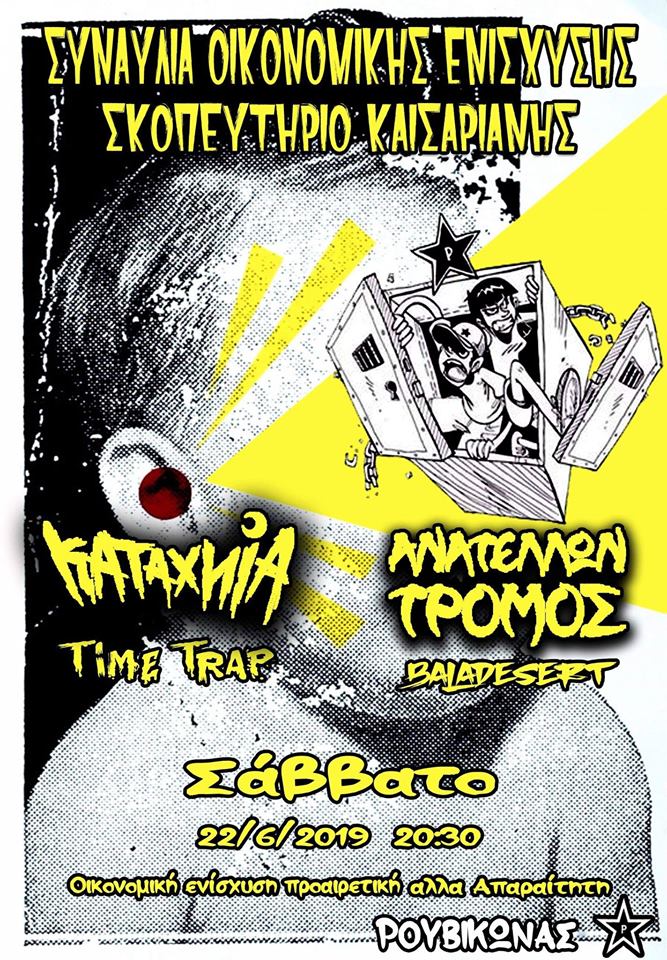 ΣΥΝΑΥΛΙΑ ΟΙΚΟΝΟΜΙΚΗΣ ΕΝΙΣΧΥΣΗΣ
ΣΚΟΠΕΥΤΗΡΙΟ ΚΑΙΣΑΡΙΑΝΗΣ
Ρ
ΚΑΤΑΧΝΙΑ
TIME TRAP
ΑΝΑΤΕΛΛΩΝ
ΤΡΟΜΟΣ
BALADESERT
Σάββατο
22/6/2019 20:30
Οικονομική ενίσχυση προαιρετική αλλα Απαραίτητη
ΡΟΥΒΙΚΩΝΑΣ
Ρ